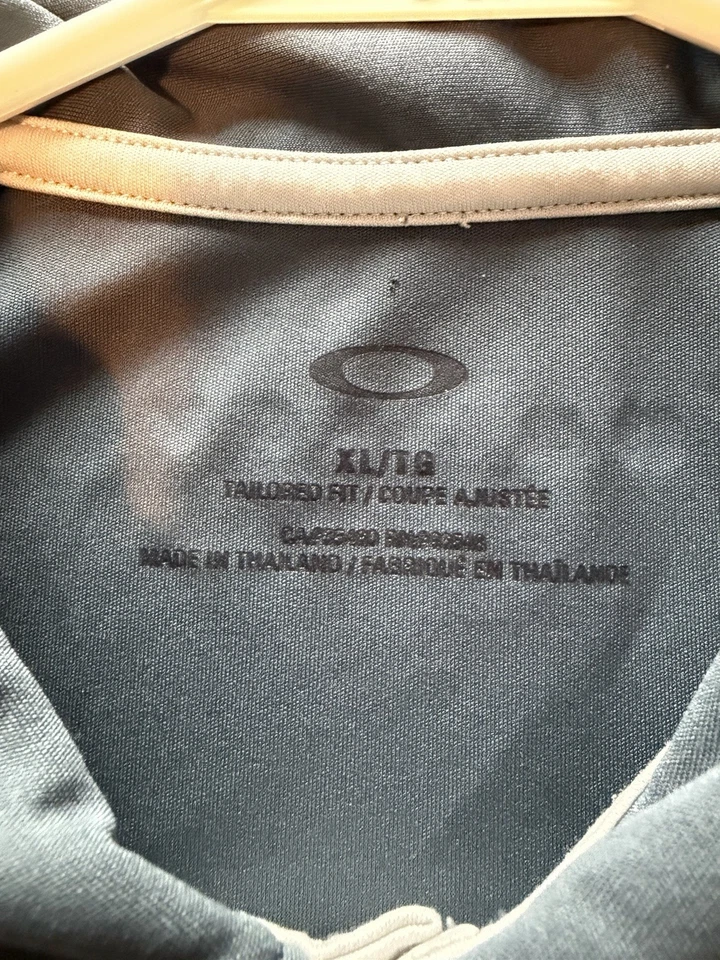 XL/TG
TAILORED FIT / COUPE AJUSTÉE
MADE IN THAILAND / FABRIQUÉ EN THAÏLANDE